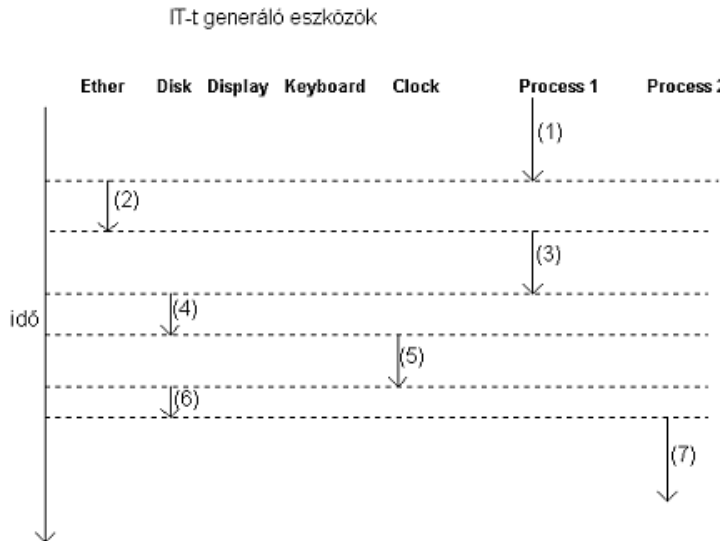 IT-t generáló eszközök
Ether Disk Display Keyboard Clock Process 1 Process 2
(1)
(2)
(3)
(4)
idő
(5)
(6)
(7)